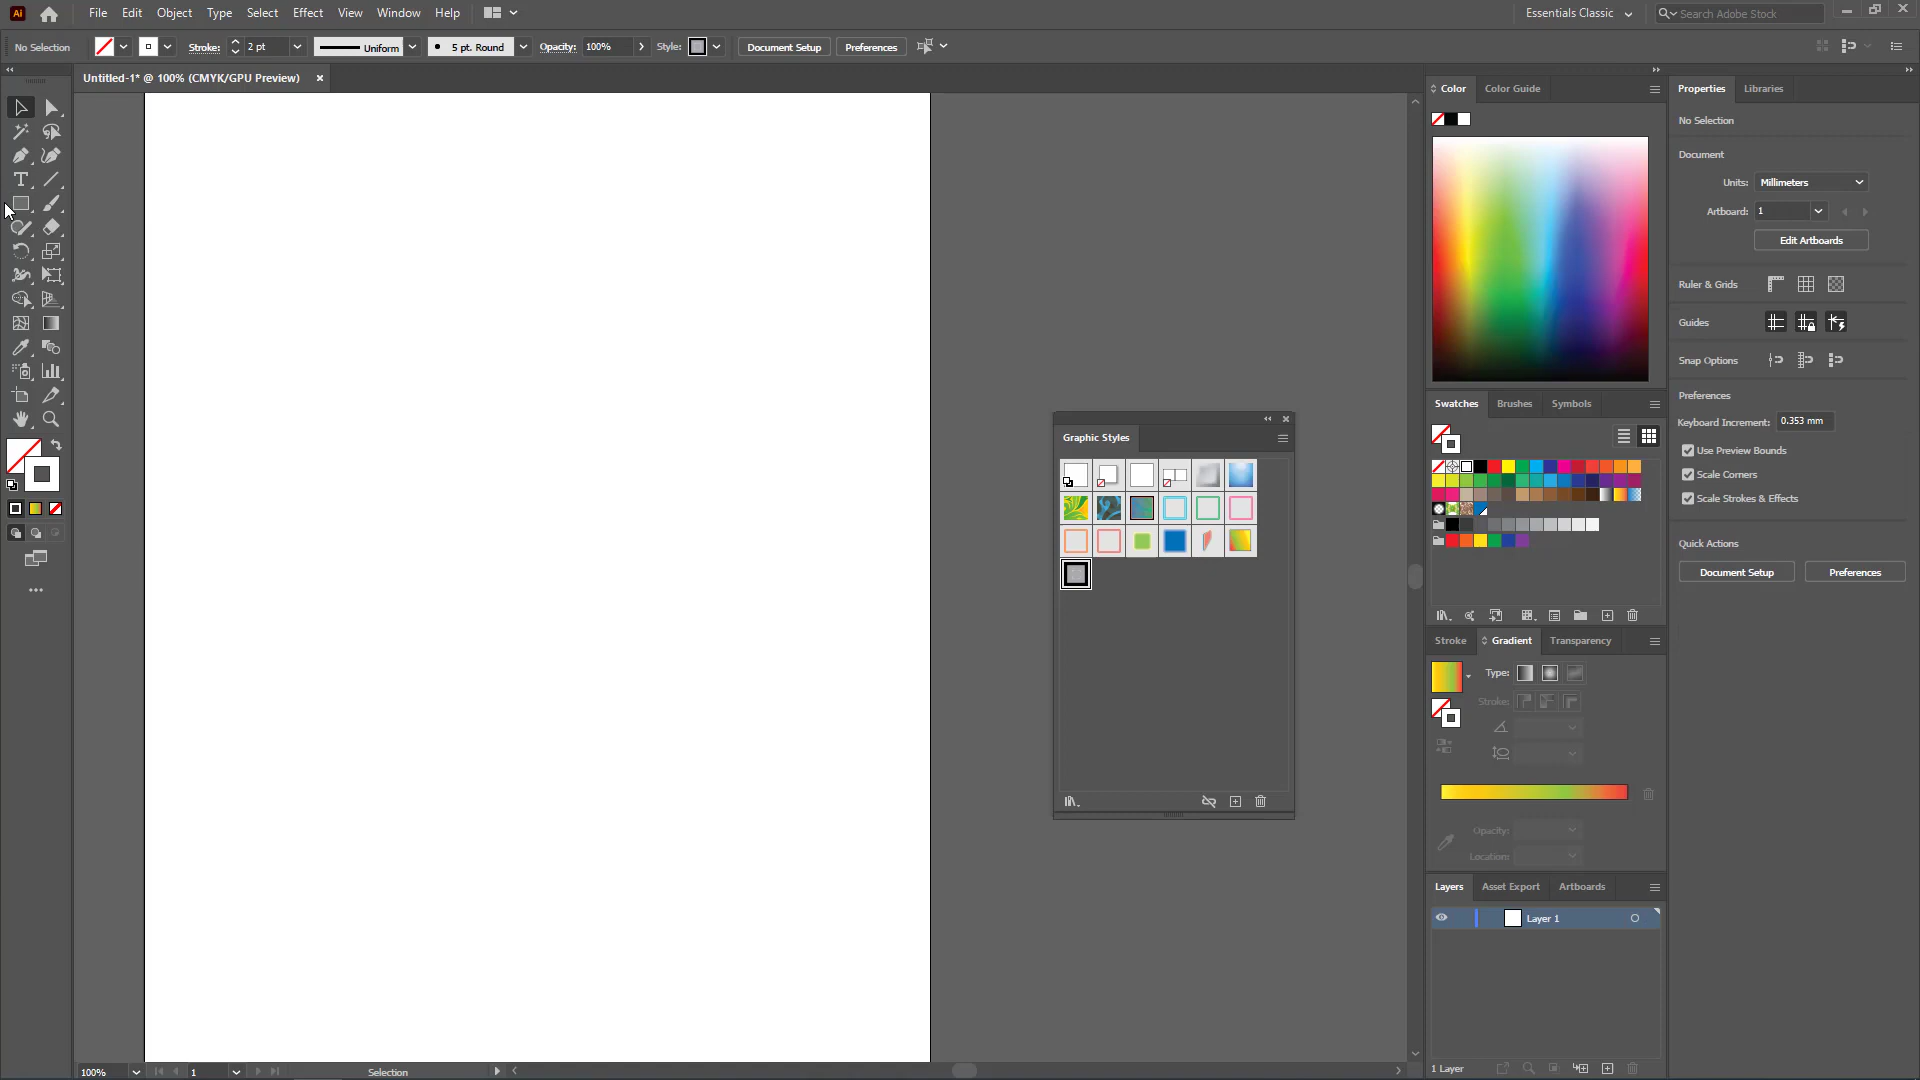 Ai File Edit Object Type Select Effect View Window Help Essentials Classic Search Adobe Stock
No Selection Stroke: 2 pt Uniform 5 pt. Round Opacity: 100% Style: Document Setup Preferences
Untitled-1* @ 100% (CMYK/GPU Preview) ×
Color Color Guide
Properties Libraries
No Selection
Document
Units: Millimeters
Artboard: 1
Edit Artboards
Ruler & Grids
Guides
Snap Options
Preferences
Keyboard Increment: 0.353 mm
Use Preview Bounds
Scale Corners
Scale Strokes & Effects
Quick Actions
Document Setup Preferences
Graphic Styles
Swatches Brushes Symbols
Stroke Gradient Transparency
Type:
Stroke:
Opacity:
Location:
Layers Asset Export Artboards
Layer 1
1 Layer
100% 1 Selection